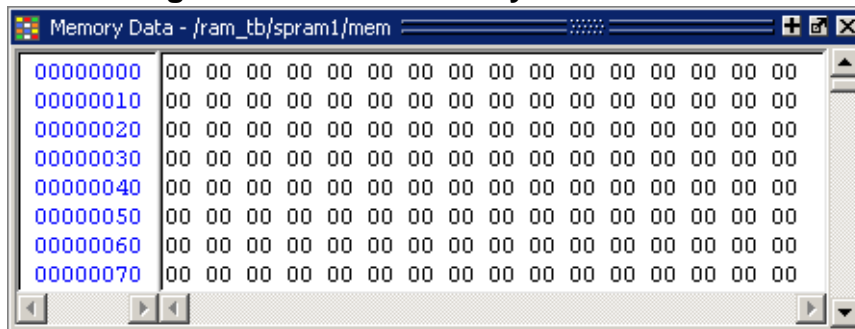 Memory Data - /ram_tb/spram1/mem
00000000 00 00 00 00 00 00 00 00 00 00 00 00 00 00 00 00
00000010 00 00 00 00 00 00 00 00 00 00 00 00 00 00 00 00
00000020 00 00 00 00 00 00 00 00 00 00 00 00 00 00 00 00
00000030 00 00 00 00 00 00 00 00 00 00 00 00 00 00 00 00
00000040 00 00 00 00 00 00 00 00 00 00 00 00 00 00 00 00
00000050 00 00 00 00 00 00 00 00 00 00 00 00 00 00 00 00
00000060 00 00 00 00 00 00 00 00 00 00 00 00 00 00 00 00
00000070 00 00 00 00 00 00 00 00 00 00 00 00 00 00 00 00